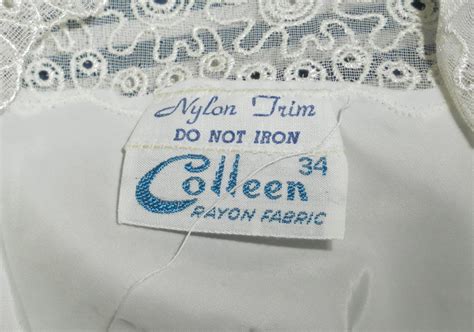 Nylon Trim
DO NOT IRON
34
Colleen
RAYON FABRIC